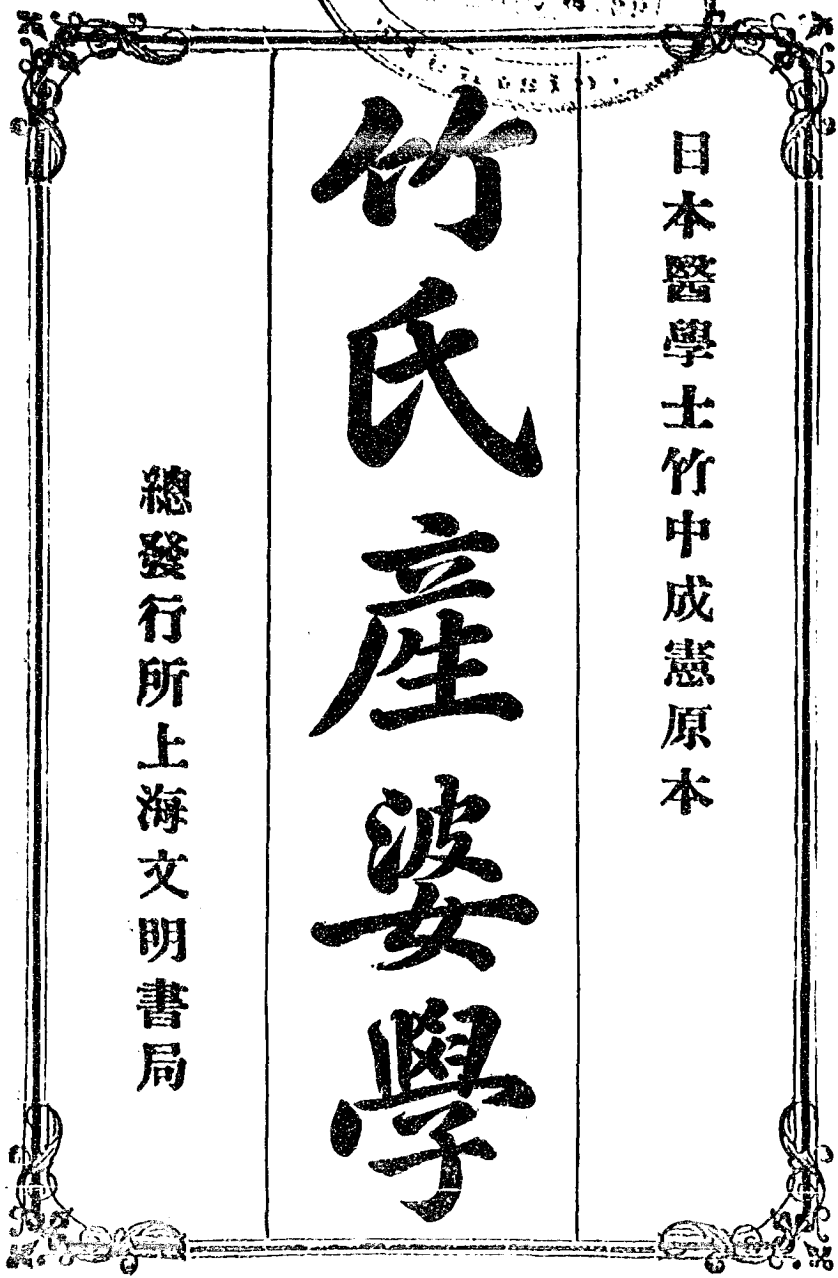 日本醫學士竹中成憲原本
竹氏產婆學
總發行所上海文明書局